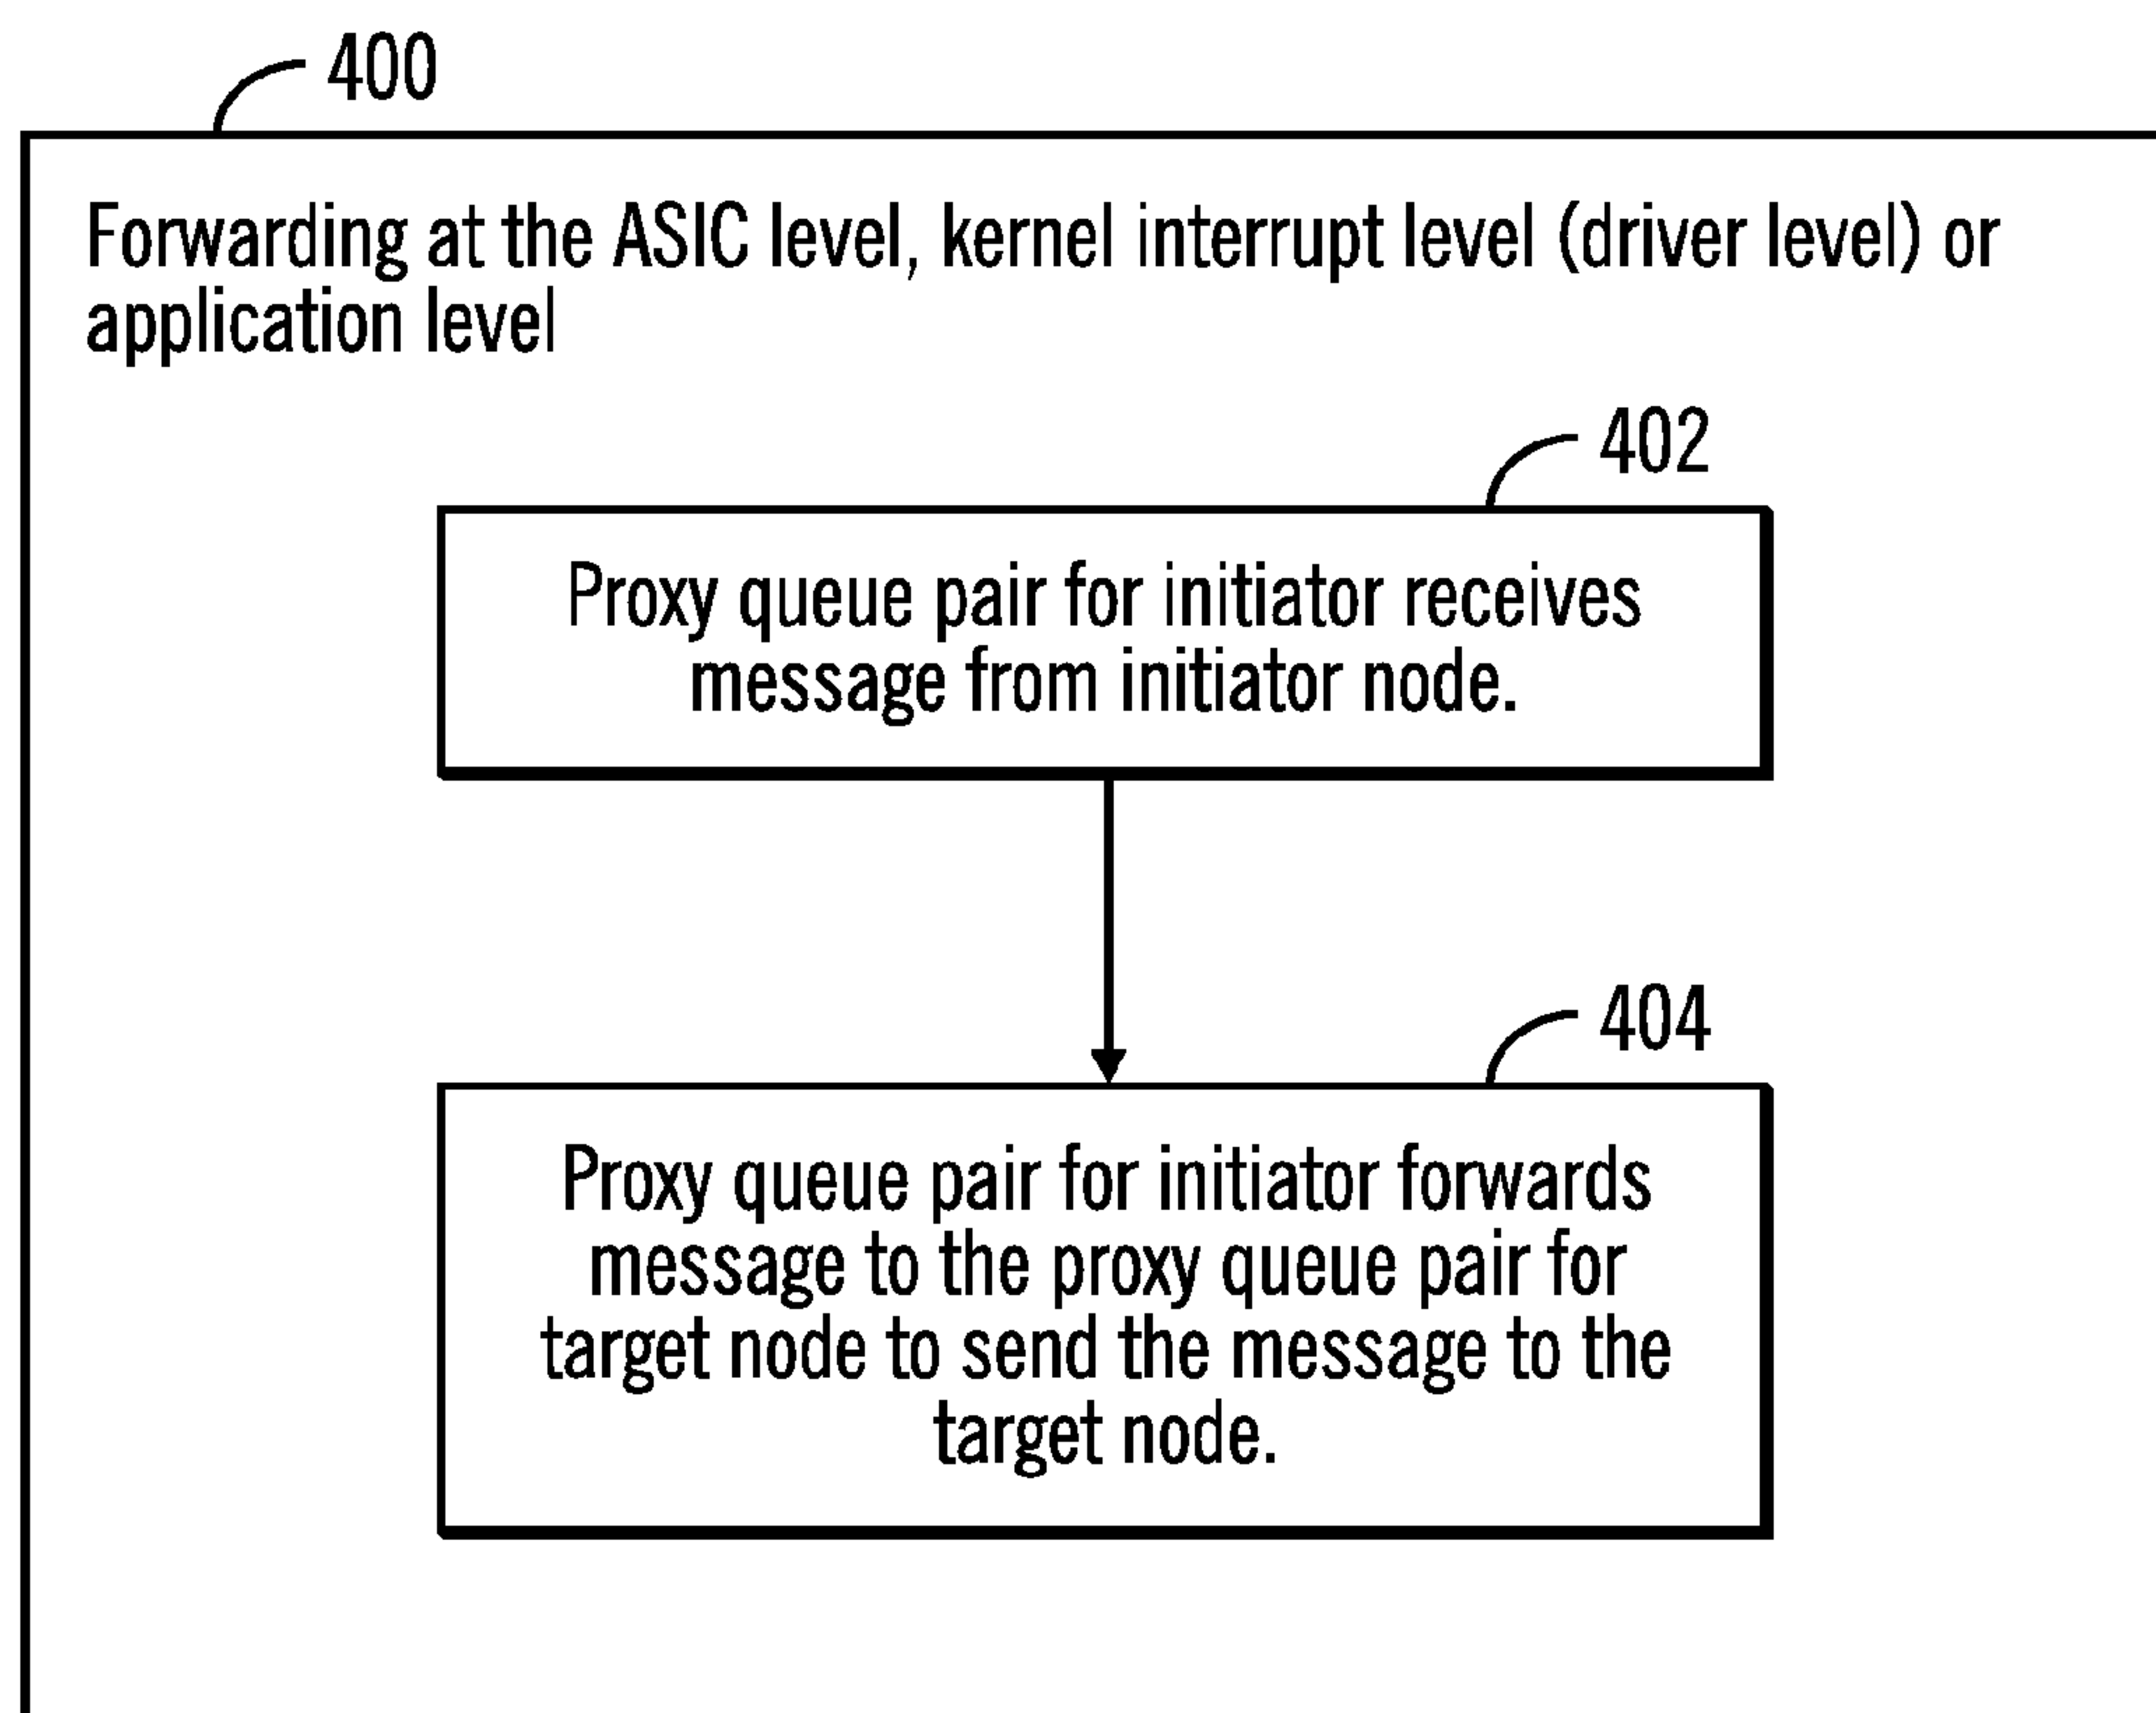 400
Forwarding at the ASIC level, kernel interrupt level (driver level) or
application level
402
Proxy queue pair for initiator receives
message from initiator node.
404
Proxy queue pair for initiator forwards
message to the proxy queue pair for
target node to send the message to the
target node.